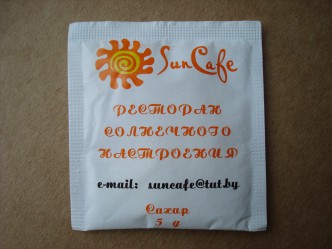 SunCafe
РЕСТОРАН
СОЛНЕЧНОГО
НАСТРОЕНИЯ
e-mail: suncafe@tut.by
Сахар
5 g